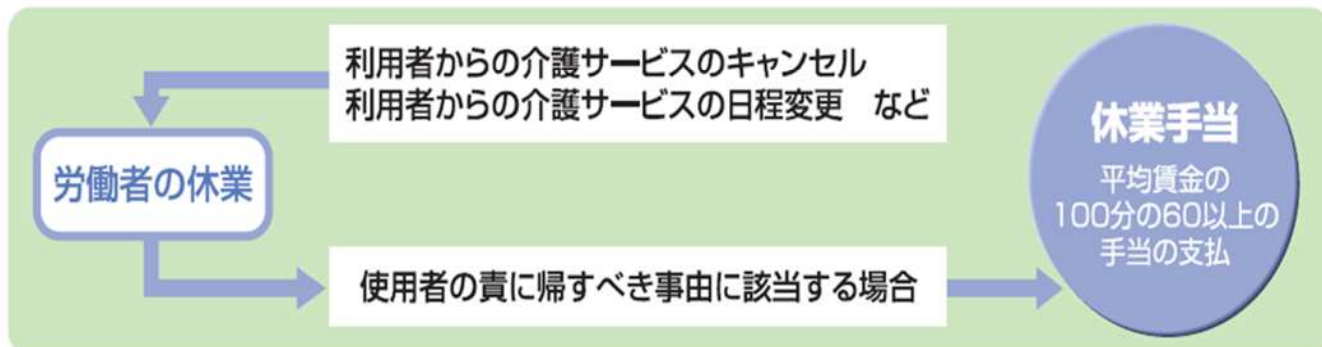 利用者からの介護サービスのキャンセル
利用者からの介護サービスの日程変更　など
労働者の休業
使用者の責に帰すべき事由に該当する場合
休業手当
平均賃金の
100分の60以上の
手当の支払